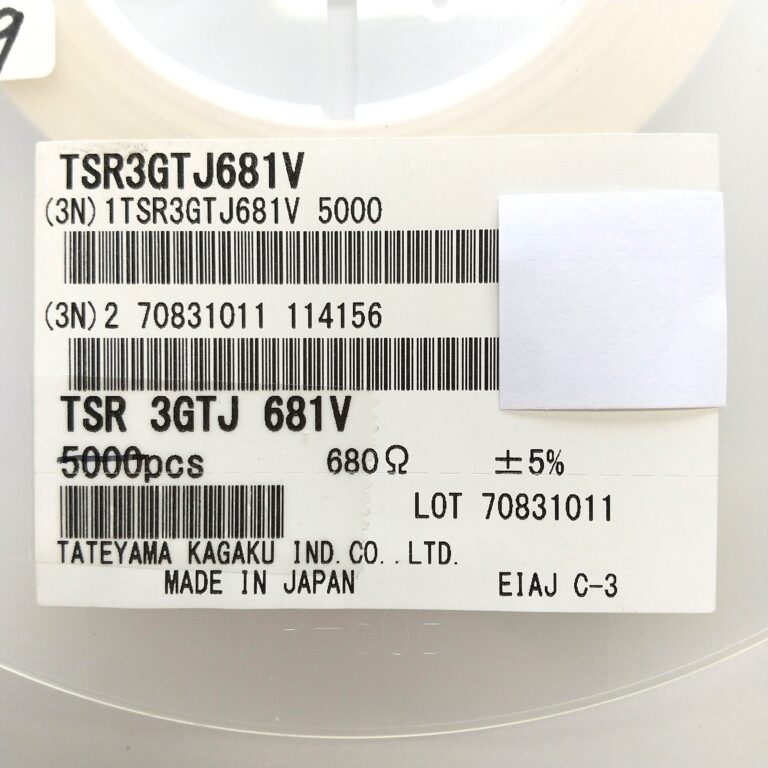 9
TSR3GTJ681V
(3N)1TSR3GTJ681V 5000
(3N)2 70831011 114156
TSR 3GTJ 681V
5000pcs 680Ω ±5%
LOT 70831011
TATEYAMA KAGAKU IND.CO.,LTD.
MADE IN JAPAN EIAJ C-3